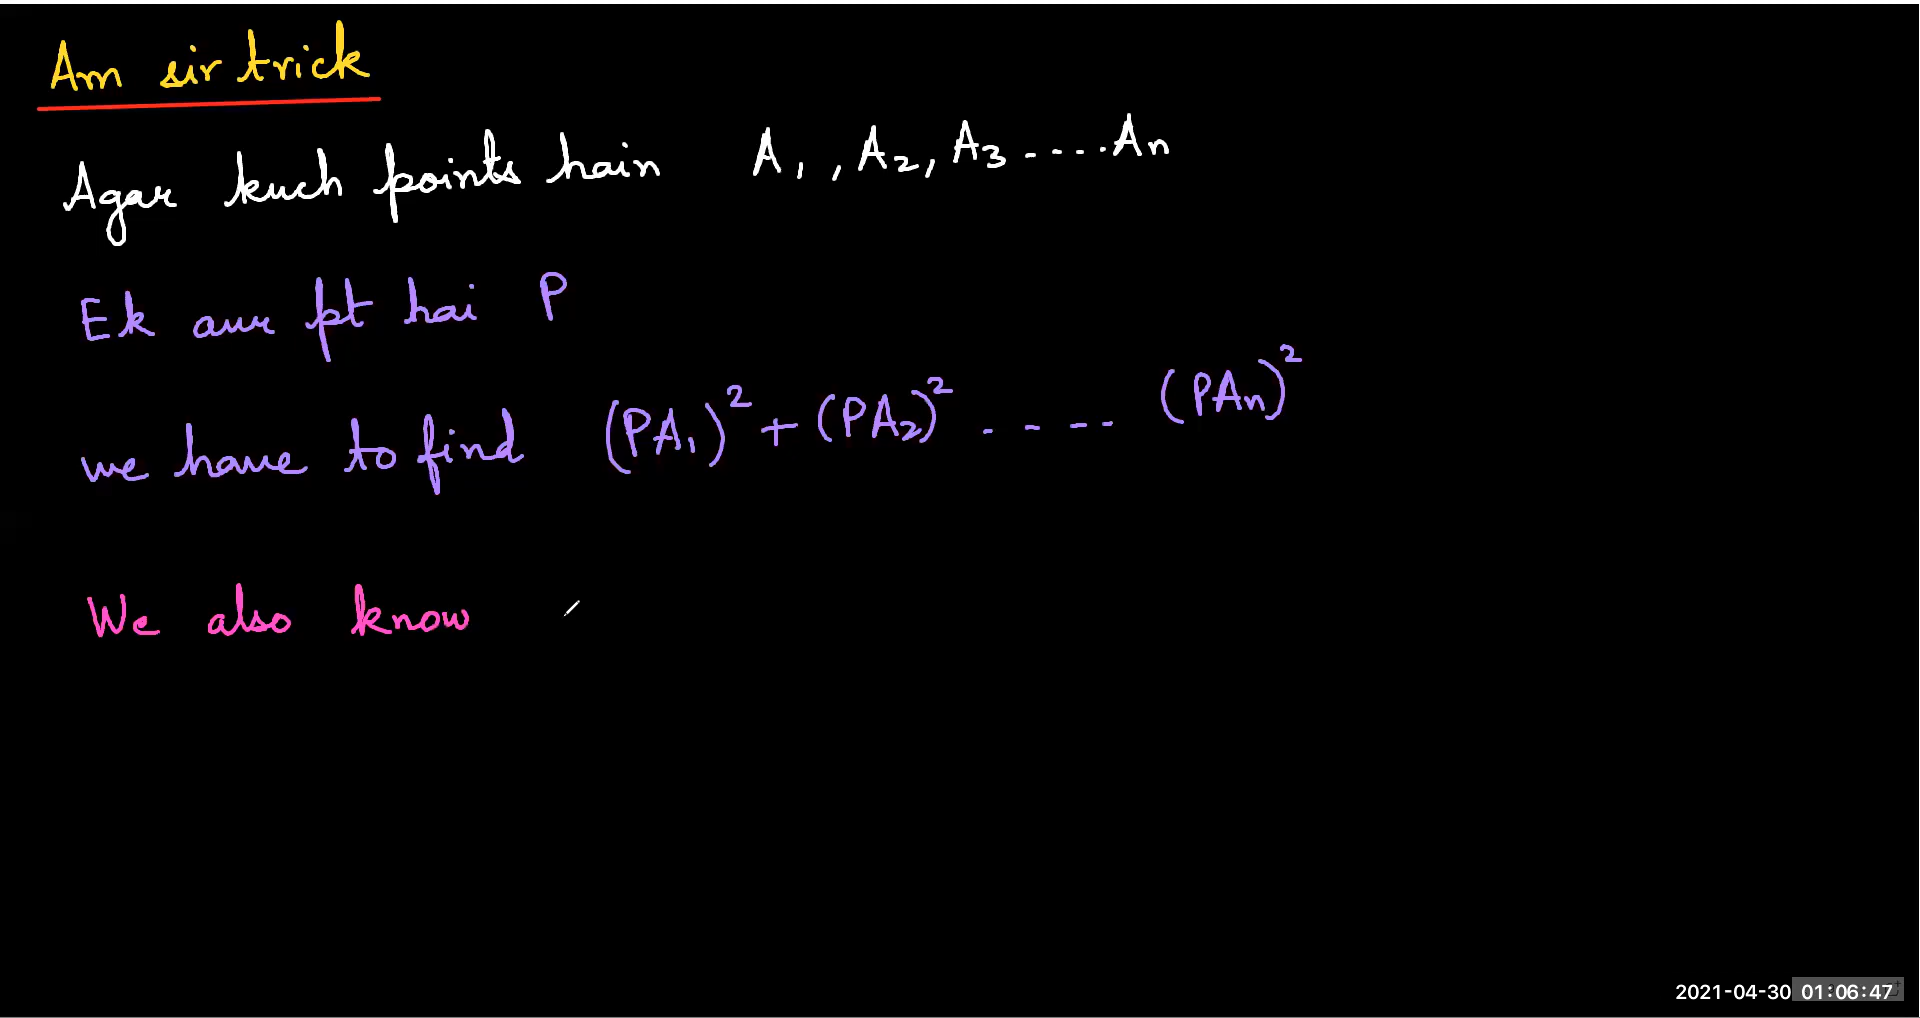 Am sir trick
Agar kuch points hain A₁, A₂, A₃ ---- Aₙ
Ek aur pt hai P
we have to find (PA₁)² + (PA₂)² ---- (PAₙ)²
We also know
2021-04-30 01:06:47